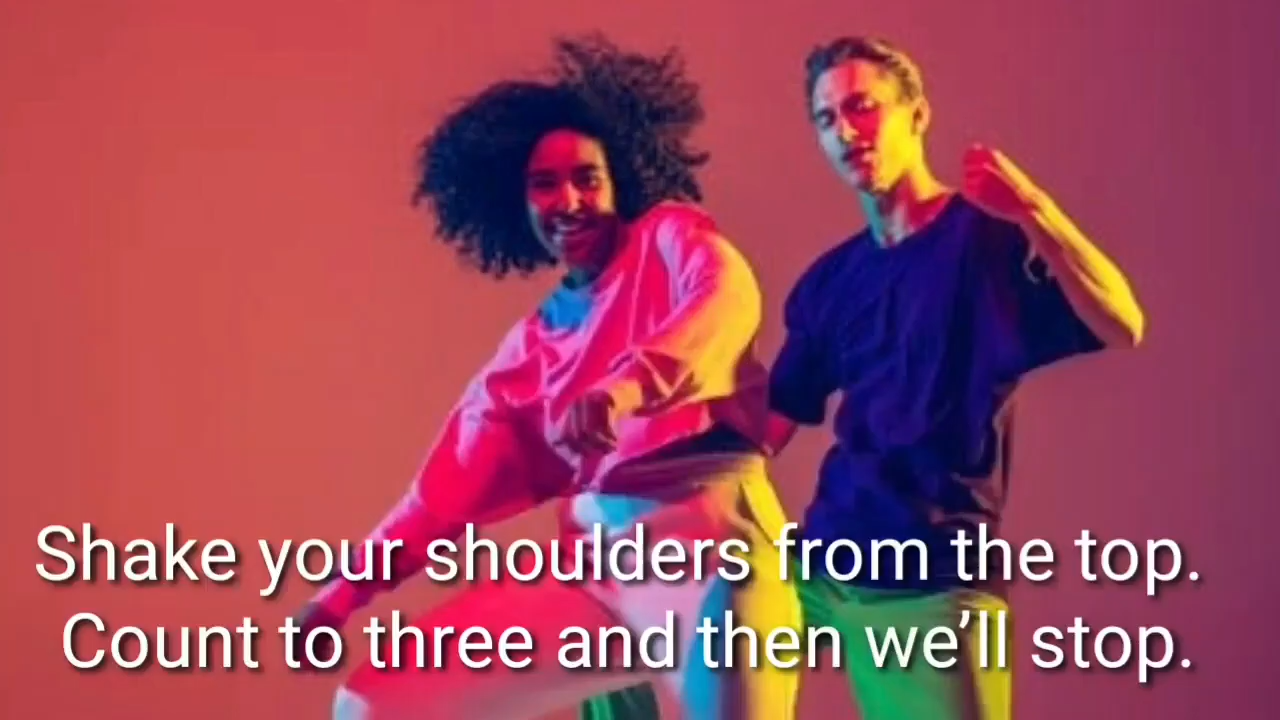 Shake your shoulders from the top.
Count to three and then we’ll stop.